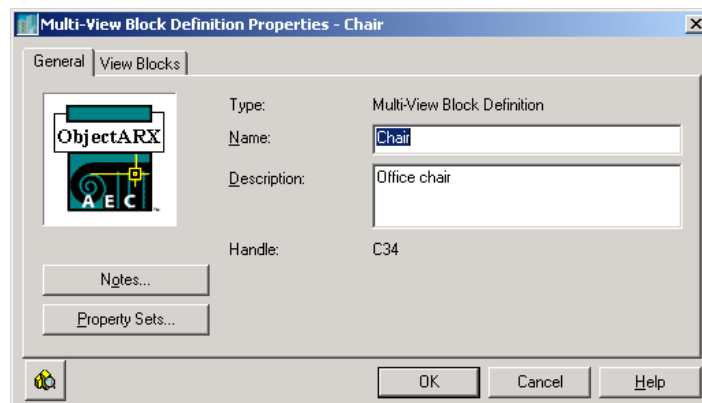 Multi-View Block Definition Properties - Chair
General View Blocks
ObjectARX
AEC
Type: Multi-View Block Definition
Name: Chair
Description: Office chair
Handle: C34
Notes...
Property Sets...
OK Cancel Help